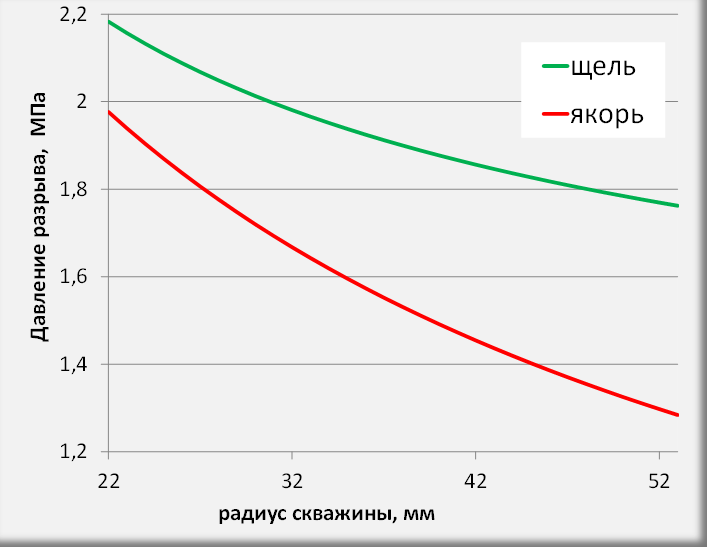 2,2
2
1,8
1,6
1,4
1,2
Давление разрыва, МПа
щель
якорь
22 32 42 52
радиус скважины, мм